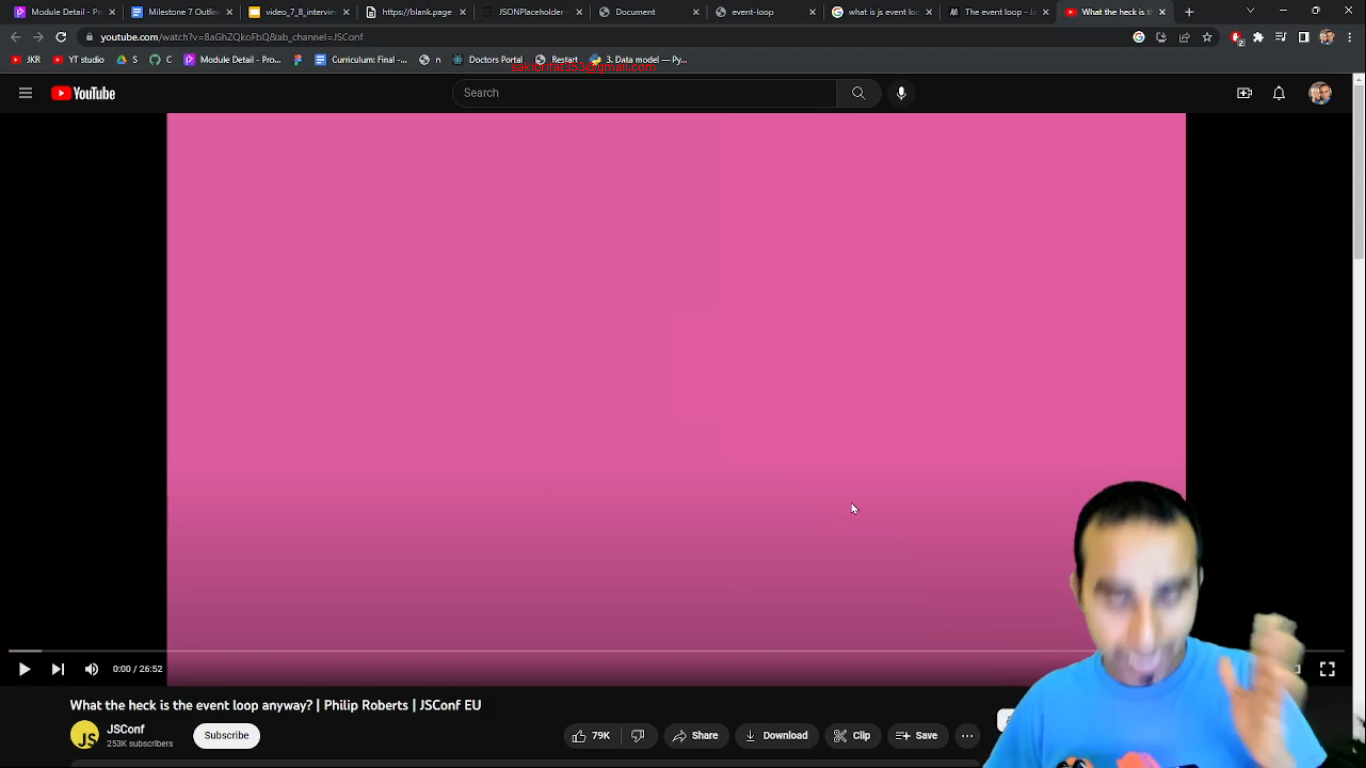 Module Detail - Pr
Milestone 7 Outlin
video_7_8_intervie
https://blank.page
JSONPlaceholder -
Document
event-loop
what is js event loo
The event loop - Ja
What the heck is th
youtube.com/watch?v=8aGhZQkoFbQ&ab_channel=JSConf
JKR
YT studio
S
C
Module Detail - Pro...
Curriculum: Final -...
n
Doctors Portal
Restart
3. Data model — Py...
YouTube
Search
0:00 / 26:52
What the heck is the event loop anyway? | Philip Roberts | JSConf EU
JS
JSConf
253K subscribers
Subscribe
79K
Share
Download
Clip
Save